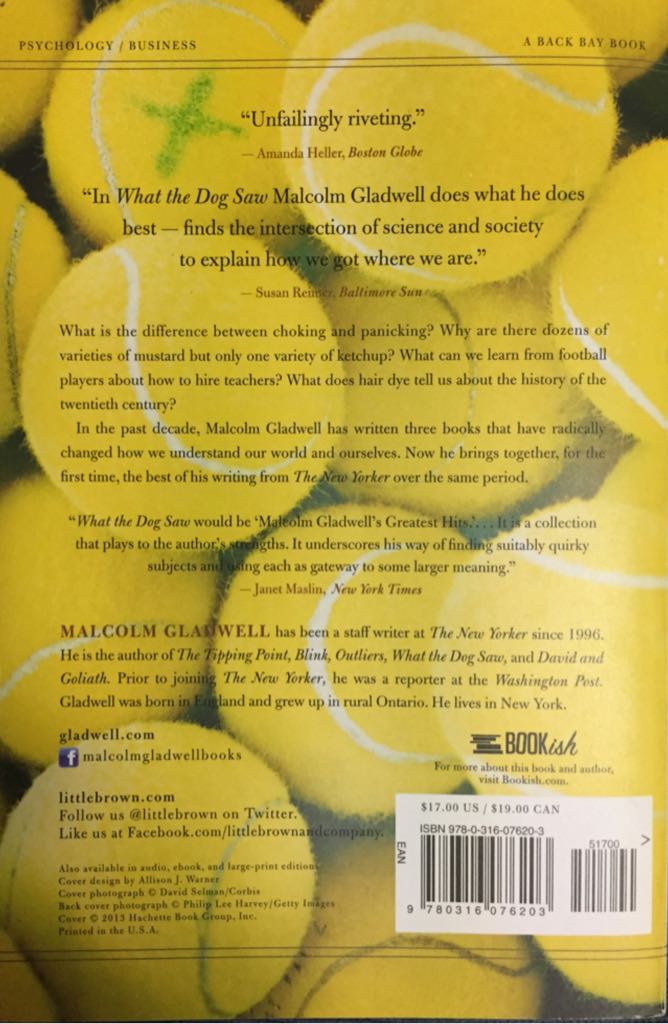 PSYCHOLOGY / BUSINESS
A BACK BAY BOOK
“Unfailingly riveting.”
— Amanda Heller, Boston Globe
“In What the Dog Saw Malcolm Gladwell does what he does
best — finds the intersection of science and society
to explain how we got where we are.”
— Susan Reimer, Baltimore Sun
What is the difference between choking and panicking? Why are there dozens of
varieties of mustard but only one variety of ketchup? What can we learn from football
players about how to hire teachers? What does hair dye tell us about the history of the
twentieth century?
In the past decade, Malcolm Gladwell has written three books that have radically
changed how we understand our world and ourselves. Now he brings together, for the
first time, the best of his writing from The New Yorker over the same period.
“What the Dog Saw would be ‘Malcolm Gladwell’s Greatest Hits.’. . . It is a collection
that plays to the author’s strengths. It underscores his way of finding suitably quirky
subjects and using each as gateway to some larger meaning.”
— Janet Maslin, New York Times
MALCOLM GLADWELL has been a staff writer at The New Yorker since 1996.
He is the author of The Tipping Point, Blink, Outliers, What the Dog Saw, and David and
Goliath. Prior to joining The New Yorker, he was a reporter at the Washington Post.
Gladwell was born in England and grew up in rural Ontario. He lives in New York.
gladwell.com
f malcolmgladwellbooks
BOOKish
For more about this book and author,
visit Bookish.com.
littlebrown.com
Follow us @littlebrown on Twitter.
Like us at Facebook.com/littlebrownandcompany.
Also available in audio, ebook, and large-print editions
Cover design by Allison J. Warner
Cover photograph © David Selman/Corbis
Back cover photograph © Philip Lee Harvey/Getty Images
Cover © 2013 Hachette Book Group, Inc.
Printed in the U.S.A.
$17.00 US / $19.00 CAN
ISBN 978-0-316-07620-3
51700 >
EAN
9 780316 076203